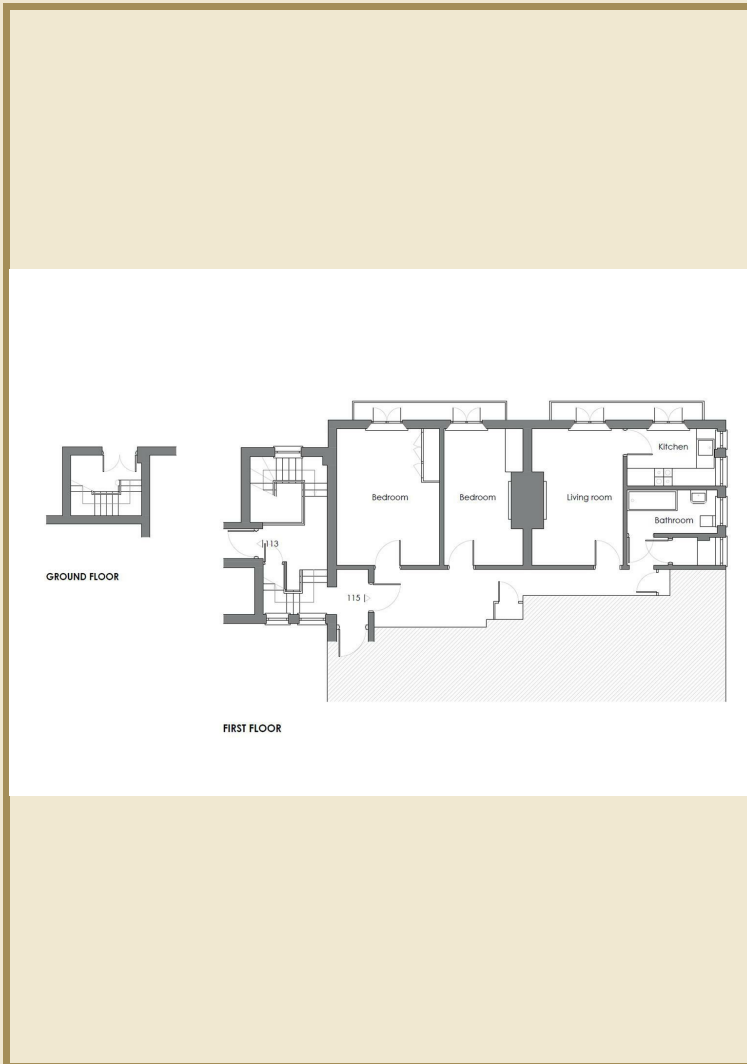 Kitchen
Bedroom
Bedroom
Living room
Bathroom
113
GROUND FLOOR
115
FIRST FLOOR